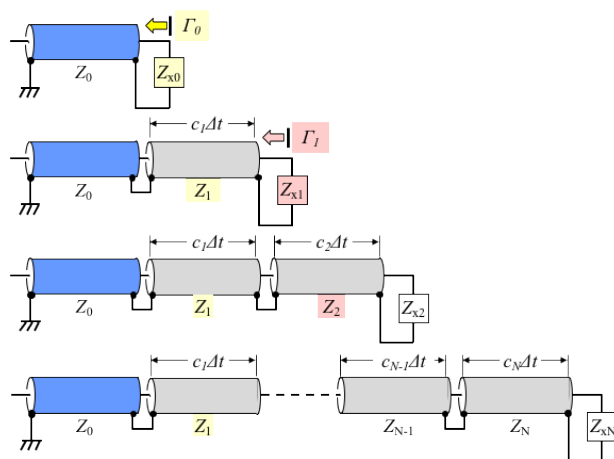 Γ₀
Z₀
Zx0
c₁Δt
Γ₁
Z₀
Z₁
Zx1
c₁Δt
c₂Δt
Z₀
Z₁
Z₂
Zx2
c₁Δt
cN-1Δt
cNΔt
Z₀
Z₁
ZN-1
ZN
ZxN